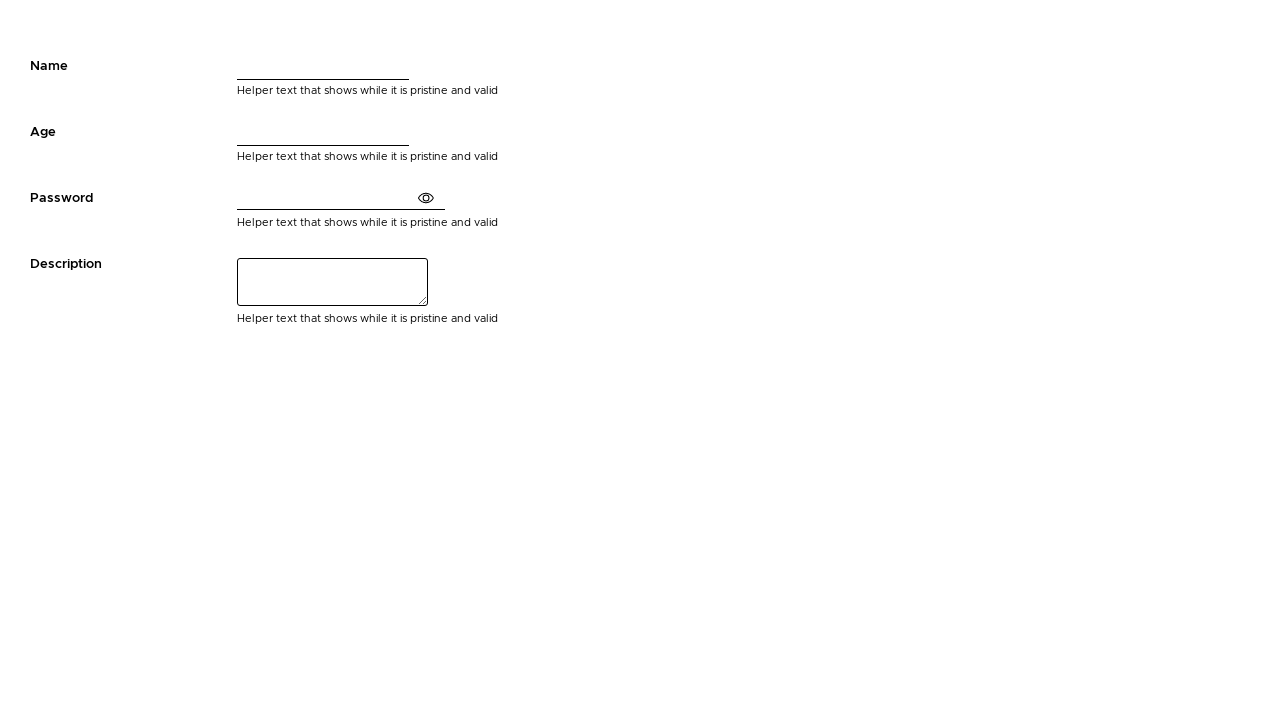 Name
Helper text that shows while it is pristine and valid
Age
Helper text that shows while it is pristine and valid
Password
Helper text that shows while it is pristine and valid
Description
Helper text that shows while it is pristine and valid